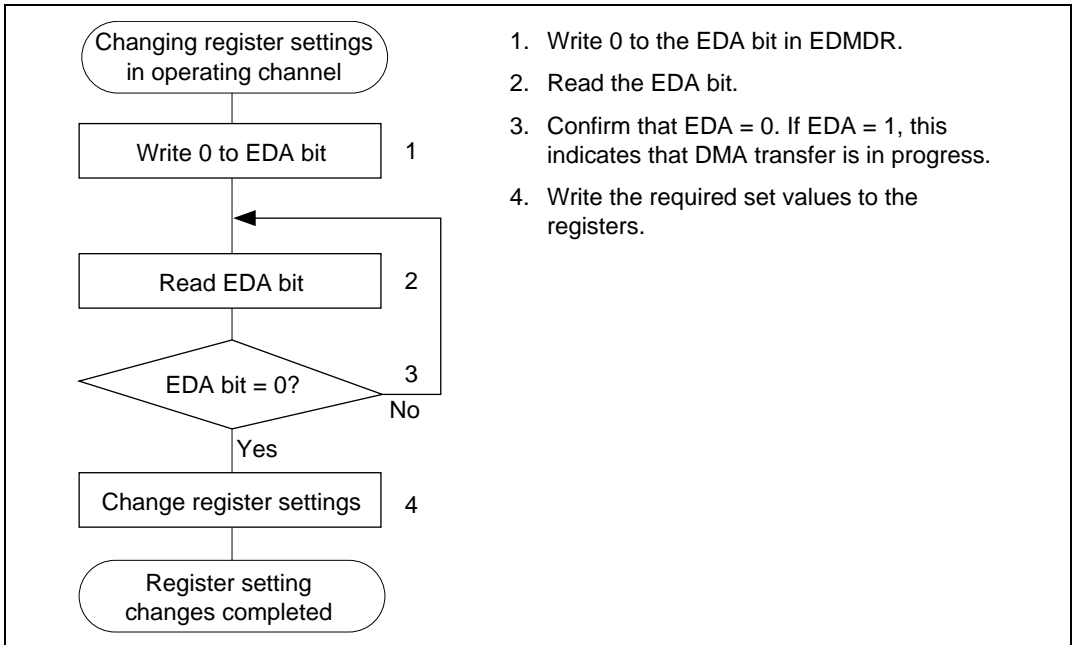 Changing register settings
in operating channel
Write 0 to EDA bit
1
Read EDA bit
2
EDA bit = 0?
3
No
Yes
Change register settings
4
Register setting
changes completed
1. Write 0 to the EDA bit in EDMDR.
2. Read the EDA bit.
3. Confirm that EDA = 0. If EDA = 1, this
indicates that DMA transfer is in progress.
4. Write the required set values to the
registers.